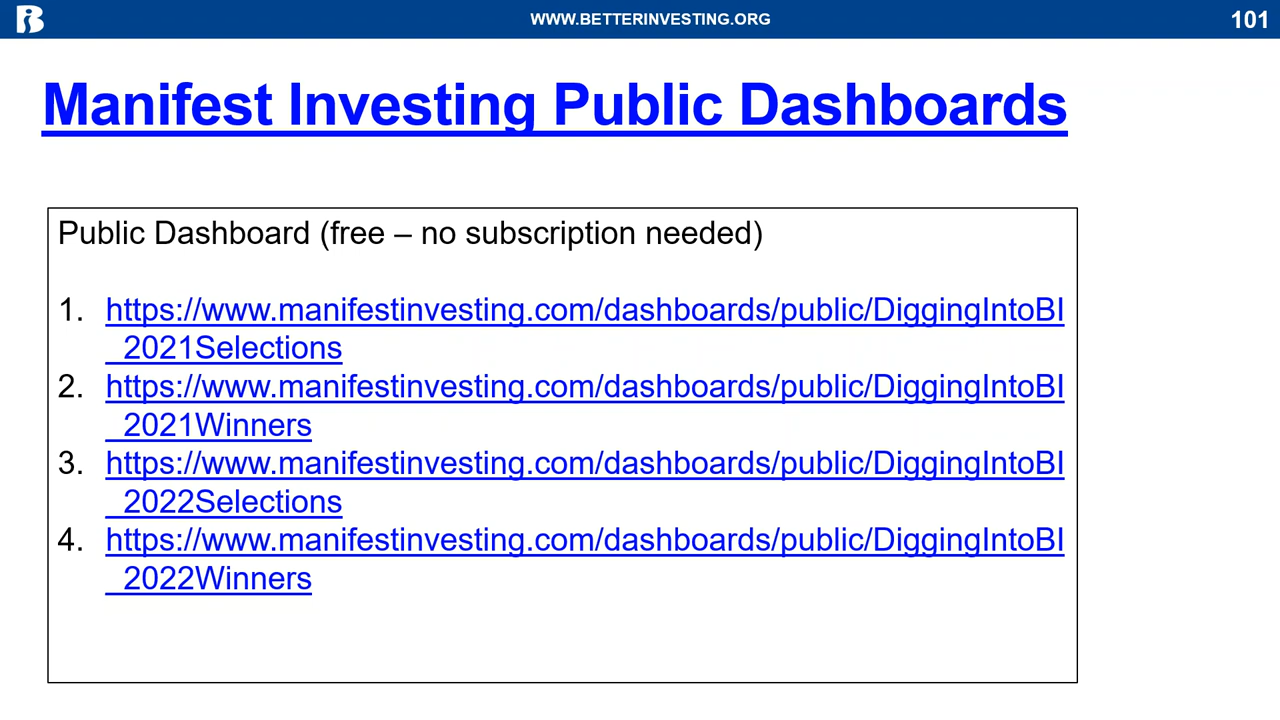 WWW.BETTERINVESTING.ORG
101
Manifest Investing Public Dashboards
Public Dashboard (free – no subscription needed)
1. https://www.manifestinvesting.com/dashboards/public/DiggingIntoBI
_2021Selections
2. https://www.manifestinvesting.com/dashboards/public/DiggingIntoBI
_2021Winners
3. https://www.manifestinvesting.com/dashboards/public/DiggingIntoBI
_2022Selections
4. https://www.manifestinvesting.com/dashboards/public/DiggingIntoBI
_2022Winners